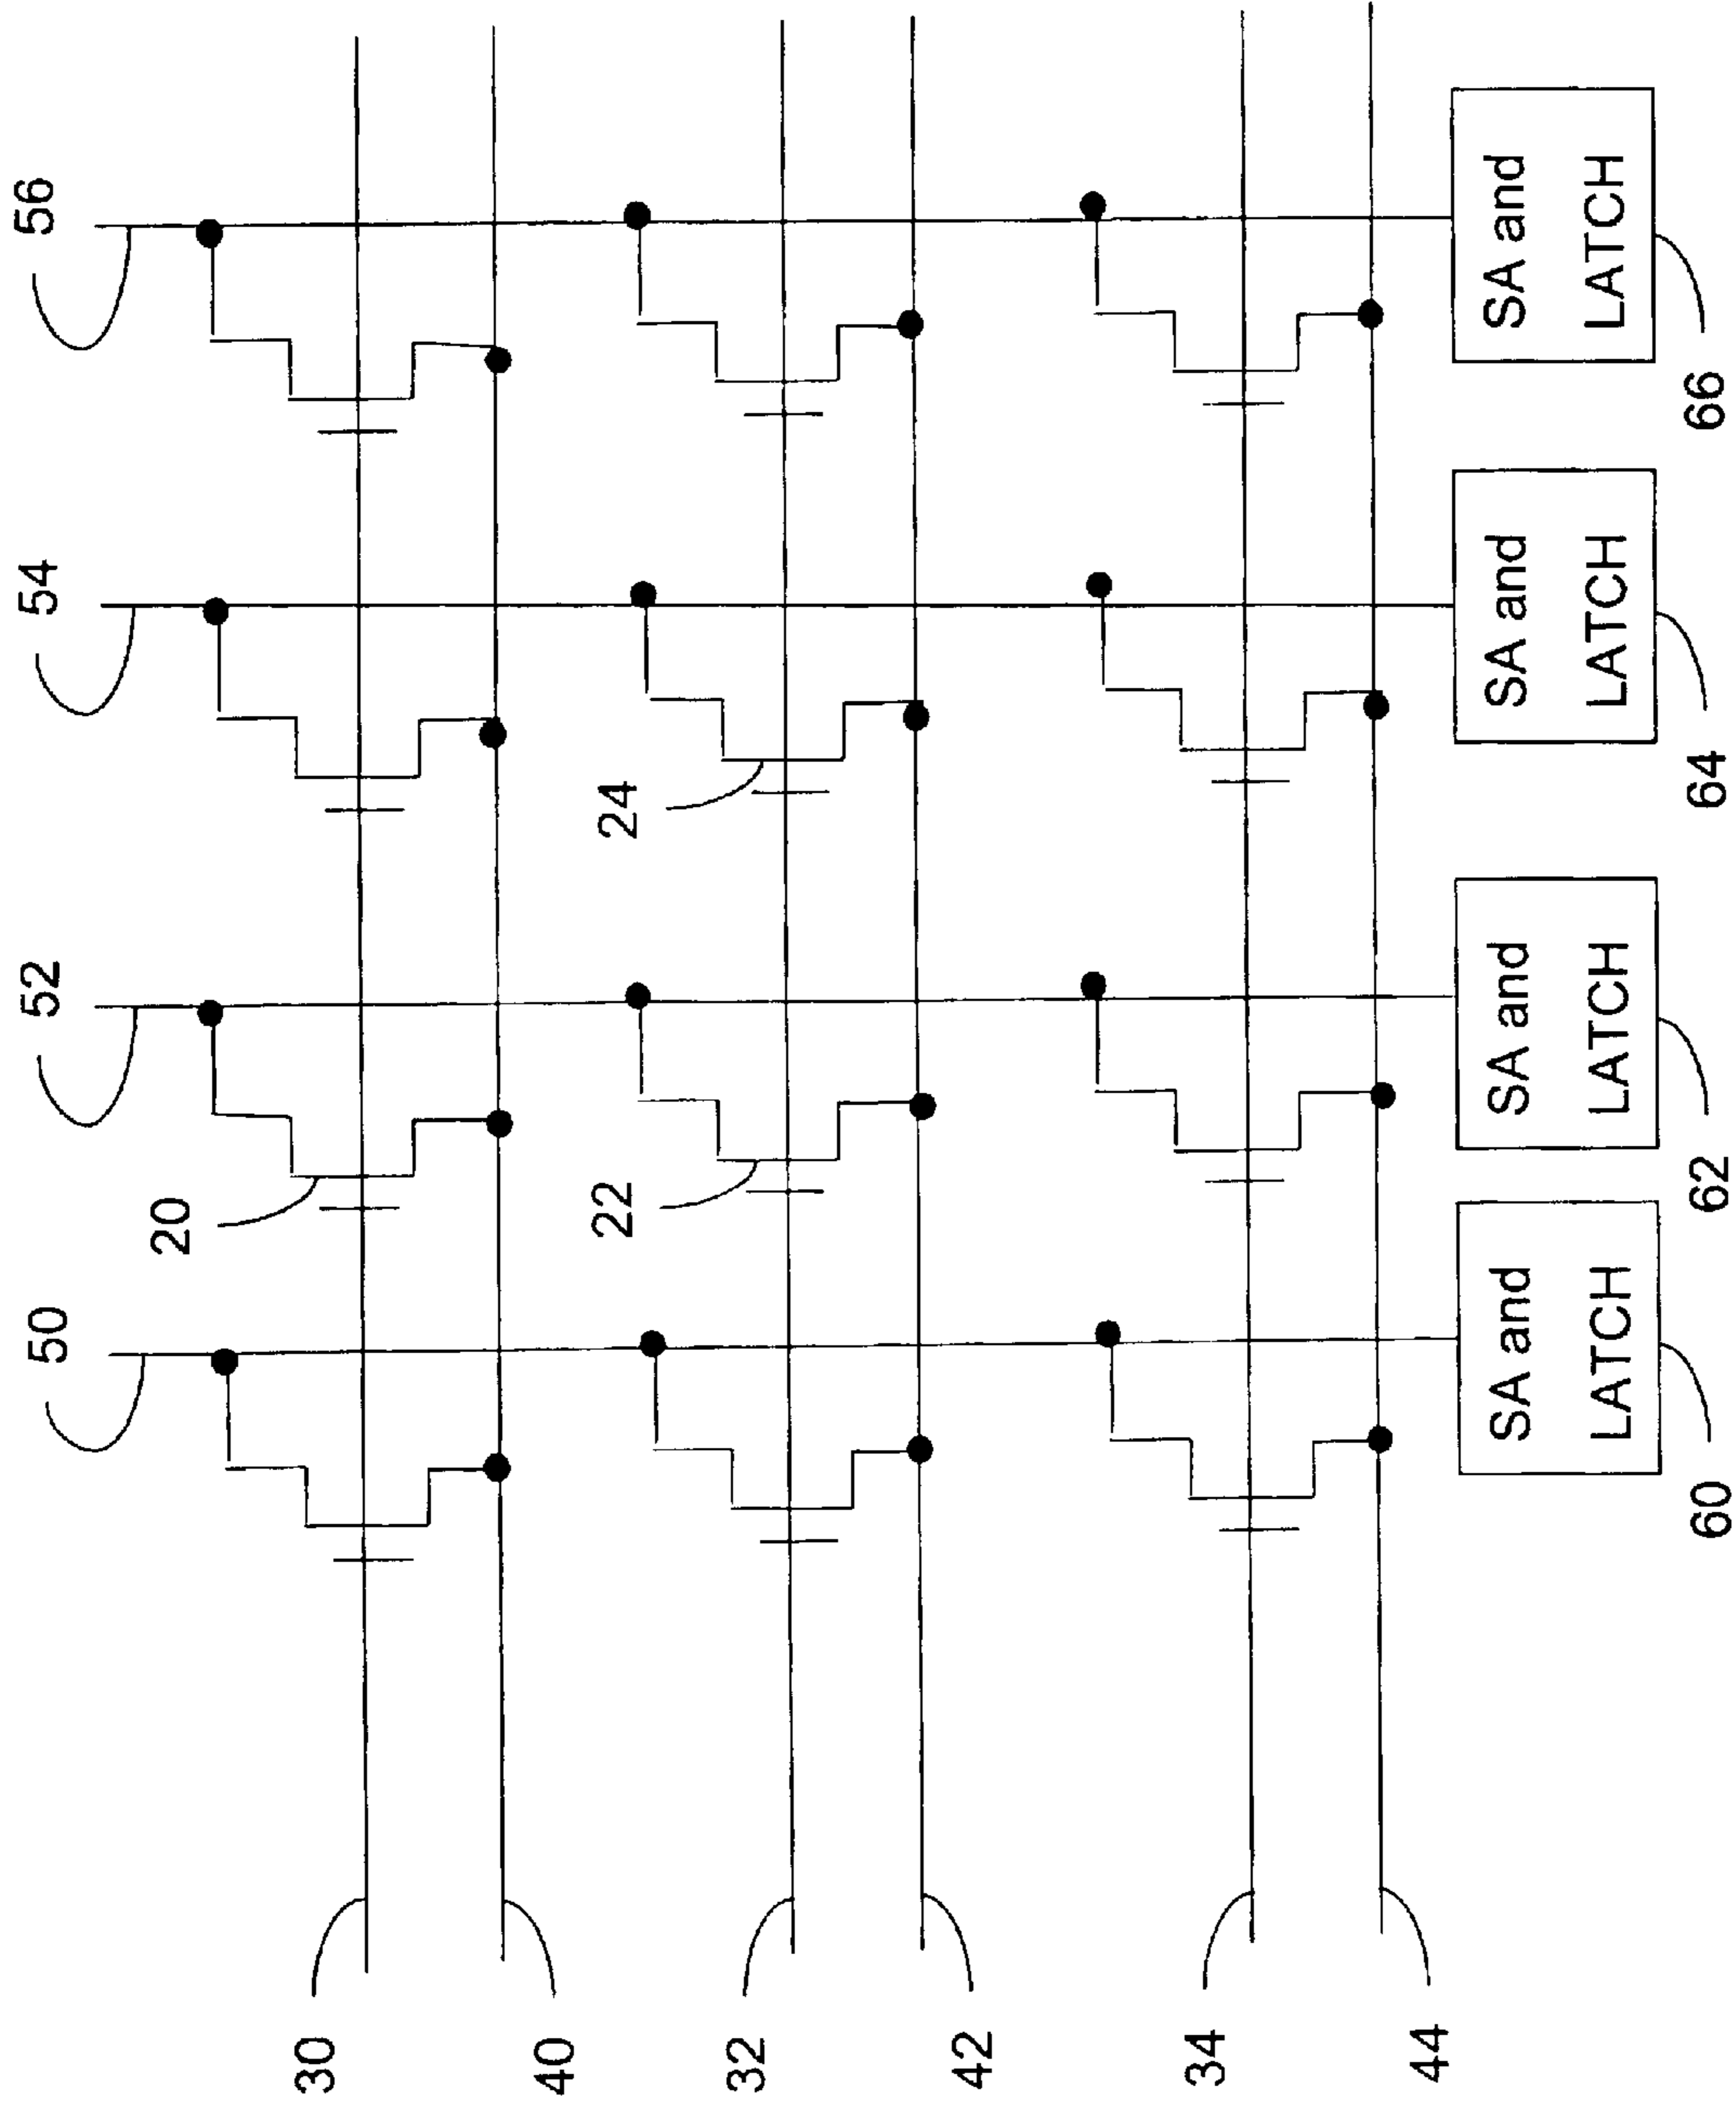 50 52 54 56
20
30
40
22 24
32
42
34
44
SA and SA and SA and SA and
LATCH LATCH LATCH LATCH
60 62 64 66